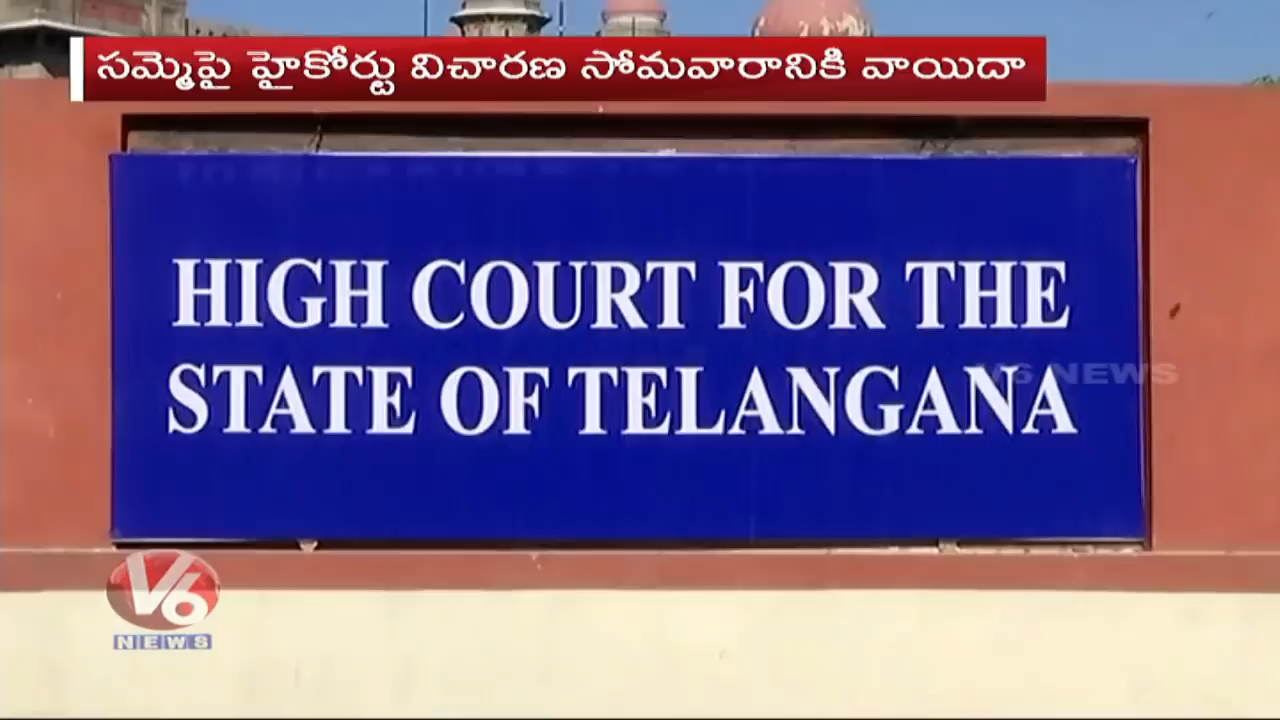 సమ్మెపై హైకోర్టు విచారణ సోమవారానికి వాయిదా
HIGH COURT FOR THE
STATE OF TELANGANA
V6 NEWS
V6
NEWS